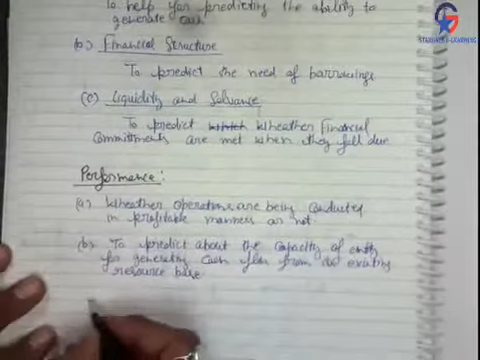 To help for predicting the ability to
generate cash
(b) Financial Structure
To predict the need of borrowings
(c) Liquidity and Solvance
To predict wheather Financial
Commitments are met when they fall due
Performance:
(a) Wheather operations are being conducted
in profitable manner or not
(b) To predict about the capacity of entity
for generating cash flow from its existing
resource base